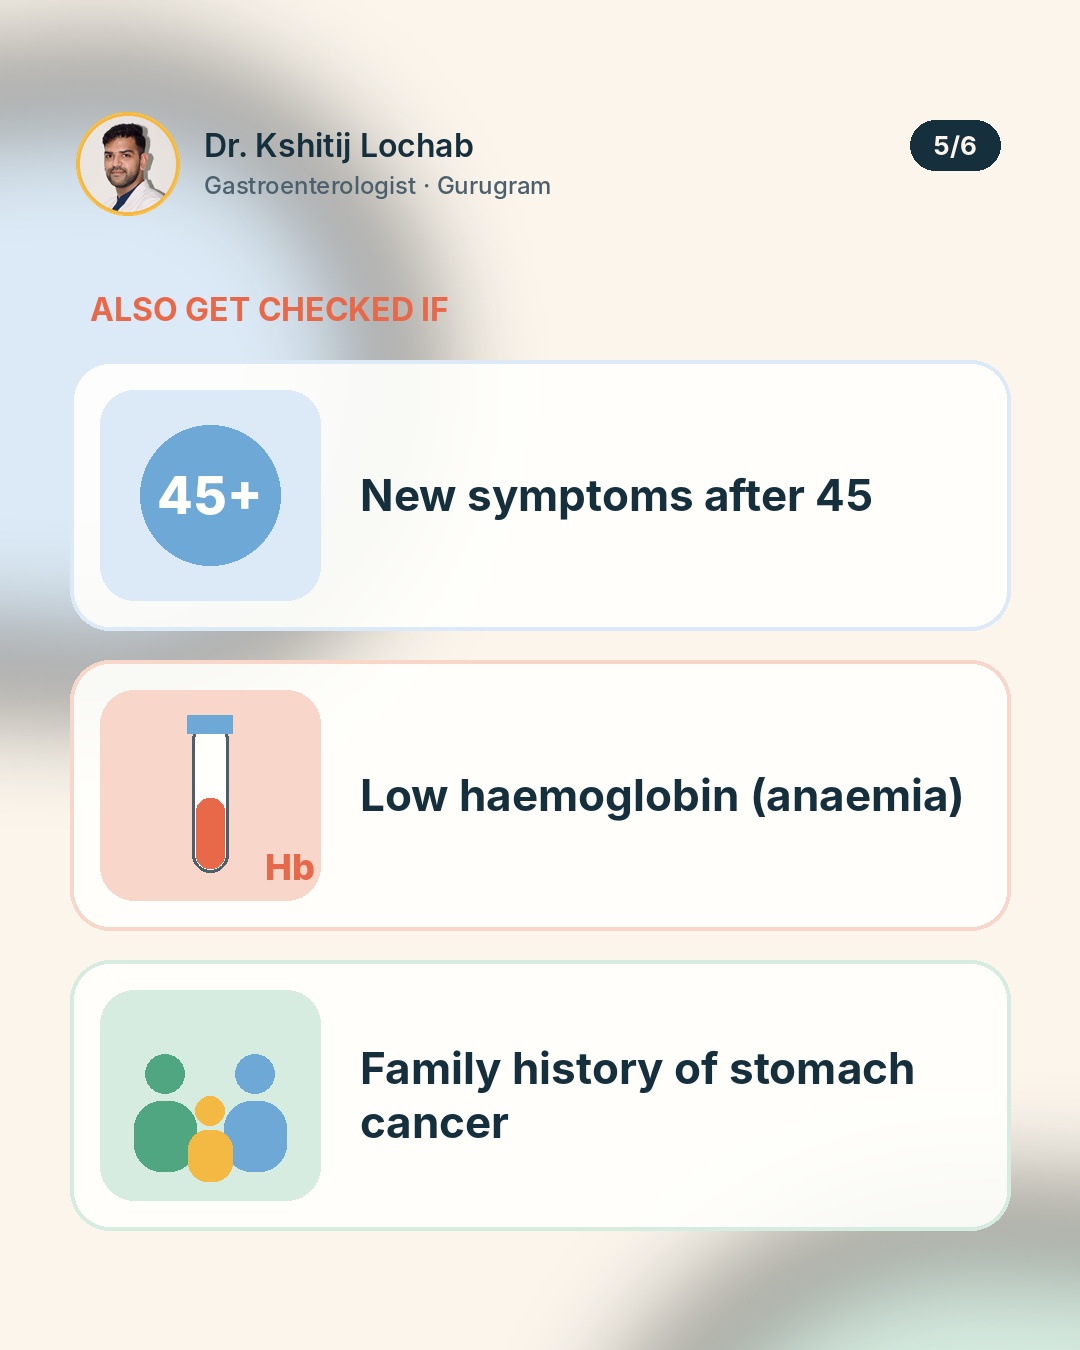 Dr. Kshitij Lochab
Gastroenterologist · Gurugram
5/6
ALSO GET CHECKED IF
45+
New symptoms after 45
Hb
Low haemoglobin (anaemia)
Family history of stomach
cancer